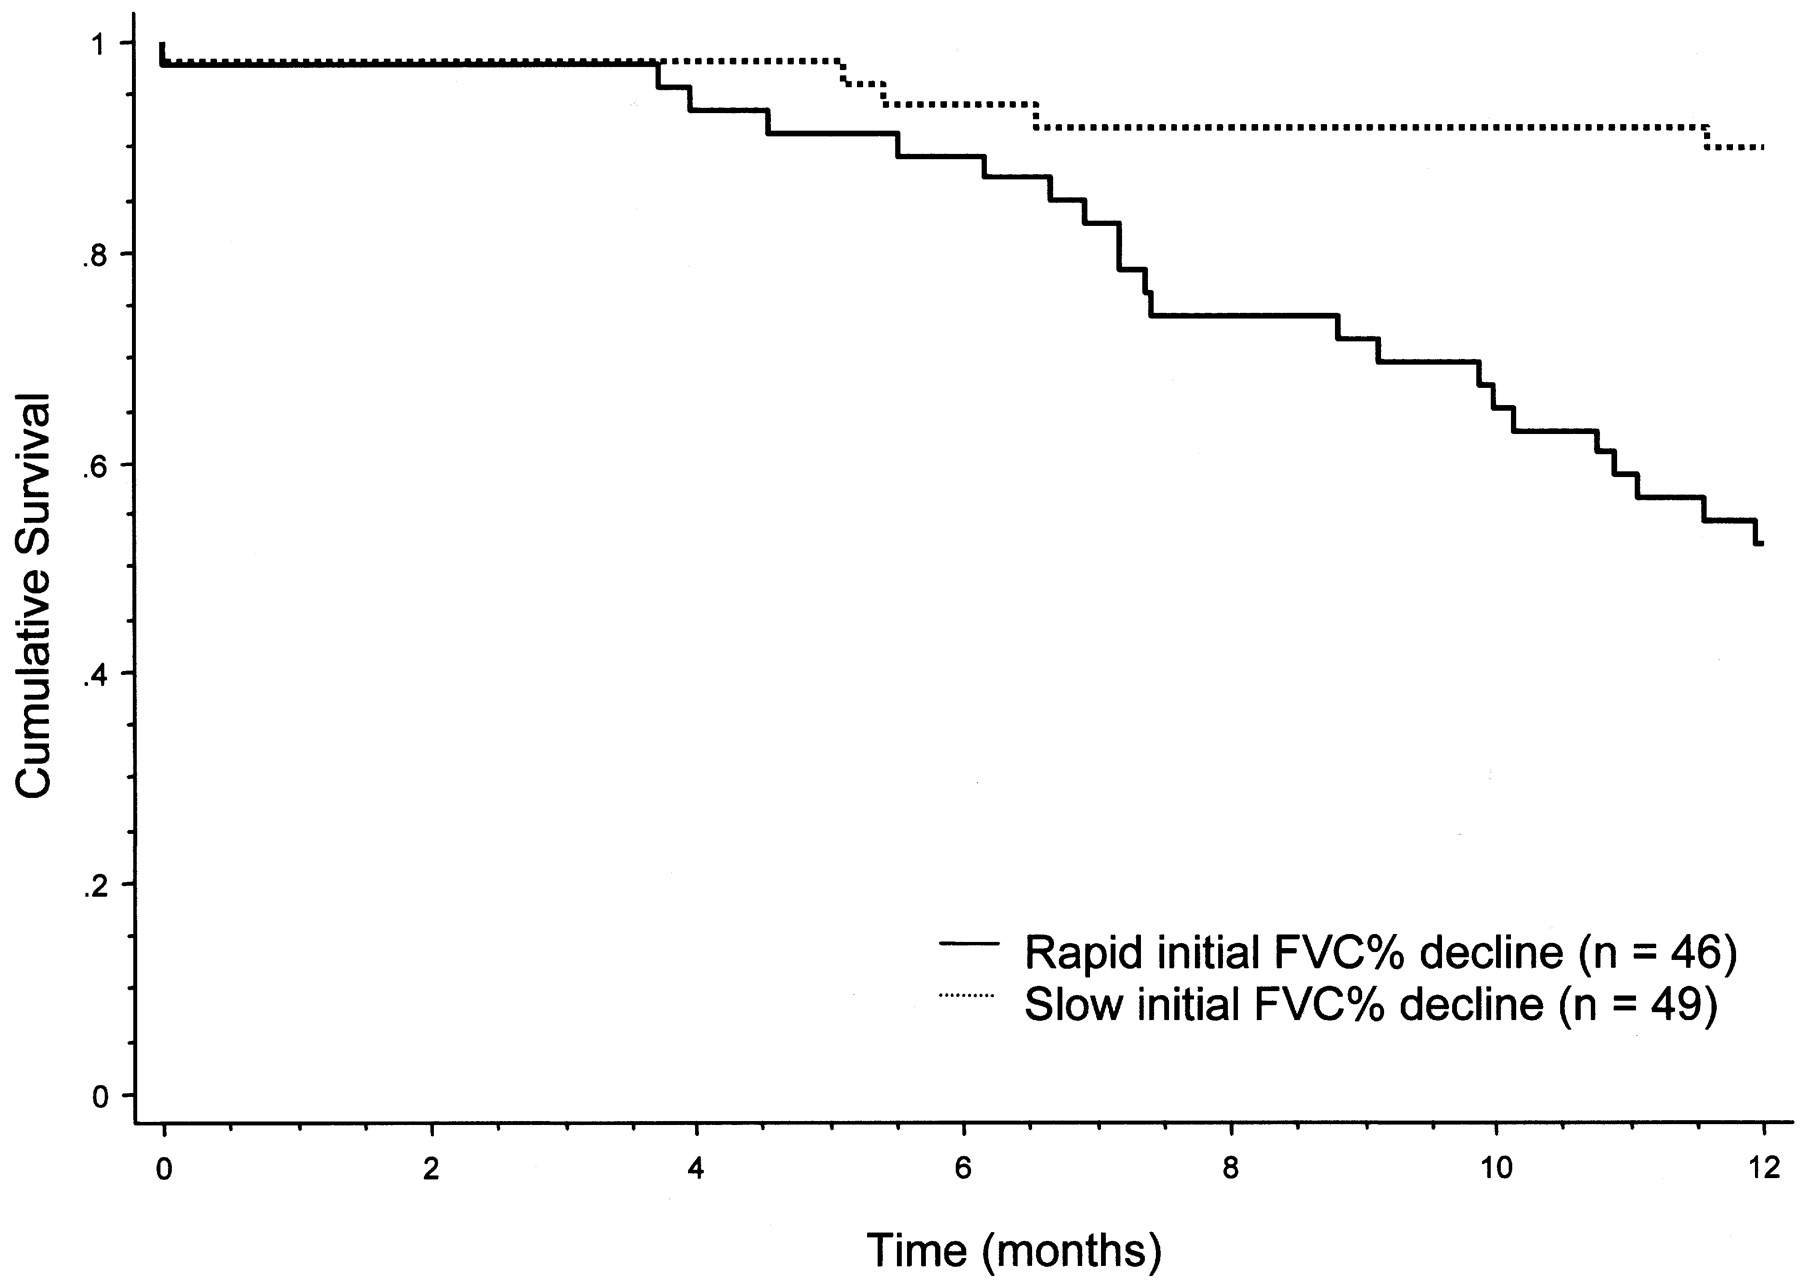 Cumulative Survival
1
.8
.6
.4
.2
0
Rapid initial FVC% decline (n = 46)
Slow initial FVC% decline (n = 49)
0 2 4 6 8 10 12
Time (months)